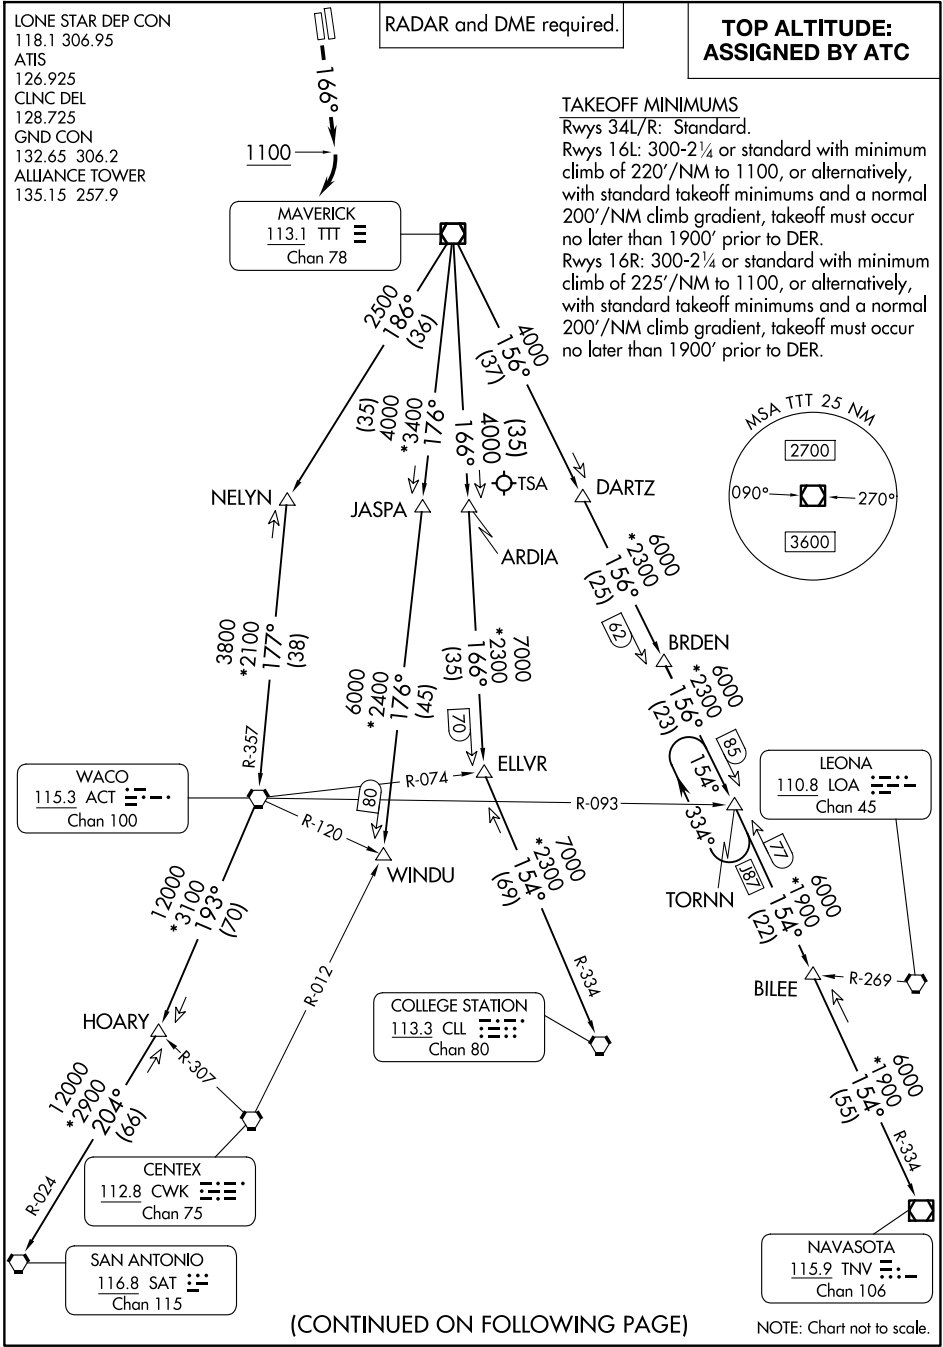 LONE STAR DEP CON
118.1 306.95
ATIS
126.925
CLNC DEL
128.725
GND CON
132.65 306.2
ALLIANCE TOWER
135.15 257.9
RADAR and DME required.
TOP ALTITUDE:
ASSIGNED BY ATC
166°
1100
TAKEOFF MINIMUMS
Rwys 34L/R: Standard.
Rwys 16L: 300-2¼ or standard with minimum
climb of 220'/NM to 1100, or alternatively,
with standard takeoff minimums and a normal
200'/NM climb gradient, takeoff must occur
no later than 1900' prior to DER.
Rwys 16R: 300-2¼ or standard with minimum
climb of 225'/NM to 1100, or alternatively,
with standard takeoff minimums and a normal
200'/NM climb gradient, takeoff must occur
no later than 1900' prior to DER.
MAVERICK
113.1 TTT
Chan 78
2500
186°
(36)
(35)
4000
*3400
176°
166°
4000
(35)
4000
156°
(37)
MSA TTT 25 NM
2700
090°
270°
3600
TSA
NELYN
JASPA
ARDIA
DARTZ
6000
*2300
156°
(25)
62
BRDEN
3800
*2100
177°
(38)
R-357
6000
*2400
176°
(45)
80
7000
*2300
166°
(35)
70
ELLVR
6000
*2300
156°
(23)
85
154°
334°
TORNN
J87
77
WACO
115.3 ACT
Chan 100
R-074
R-093
R-120
WINDU
LEONA
110.8 LOA
Chan 45
12000
*3100
193°
(70)
7000
*2300
154°
(69)
R-334
6000
*1900
154°
(22)
BILEE
R-269
HOARY
R-307
R-012
COLLEGE STATION
113.3 CLL
Chan 80
12000
*2900
204°
(66)
R-024
6000
*1900
154°
(55)
R-334
CENTEX
112.8 CWK
Chan 75
SAN ANTONIO
116.8 SAT
Chan 115
NAVASOTA
115.9 TNV
Chan 106
(CONTINUED ON FOLLOWING PAGE)
NOTE: Chart not to scale.